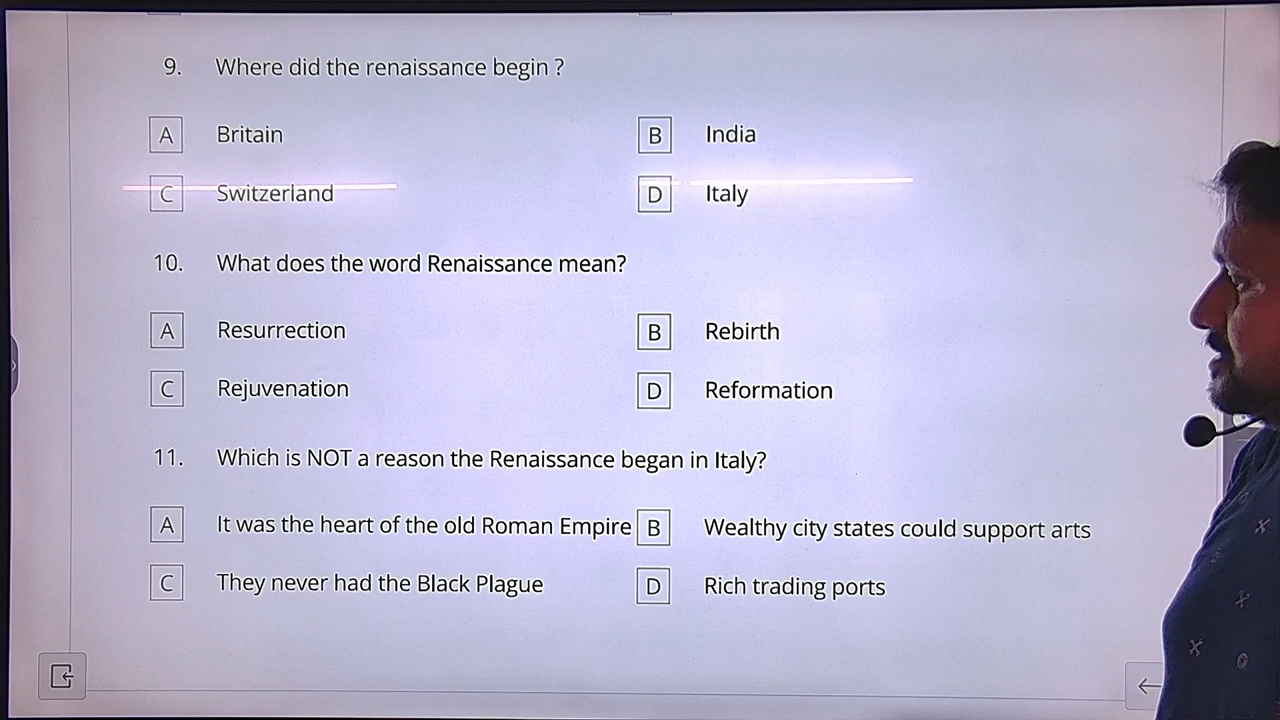 9. Where did the renaissance begin ?
A Britain B India
C Switzerland D Italy
10. What does the word Renaissance mean?
A Resurrection B Rebirth
C Rejuvenation D Reformation
11. Which is NOT a reason the Renaissance began in Italy?
A It was the heart of the old Roman Empire B Wealthy city states could support arts
C They never had the Black Plague D Rich trading ports